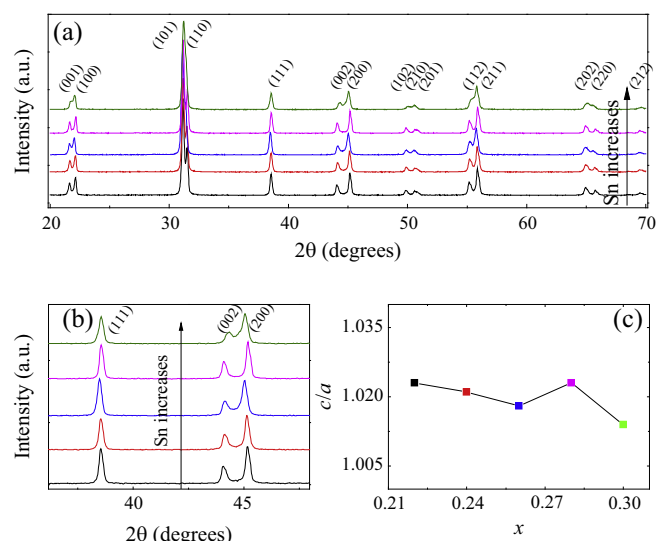 (a)
(001)
(100)
(101)
(110)
(111)
(002)
(200)
(102)
(210)
(201)
(112)
(211)
(202)
(220)
(212)
Sn increases
Intensity (a.u.)
20 30 40 50 60 70
2θ (degrees)
(b)
(111)
(002)
(200)
Sn increases
Intensity (a.u.)
40 45
2θ (degrees)
(c)
1.035
1.020
1.005
c/a
0.21 0.24 0.27 0.30
x